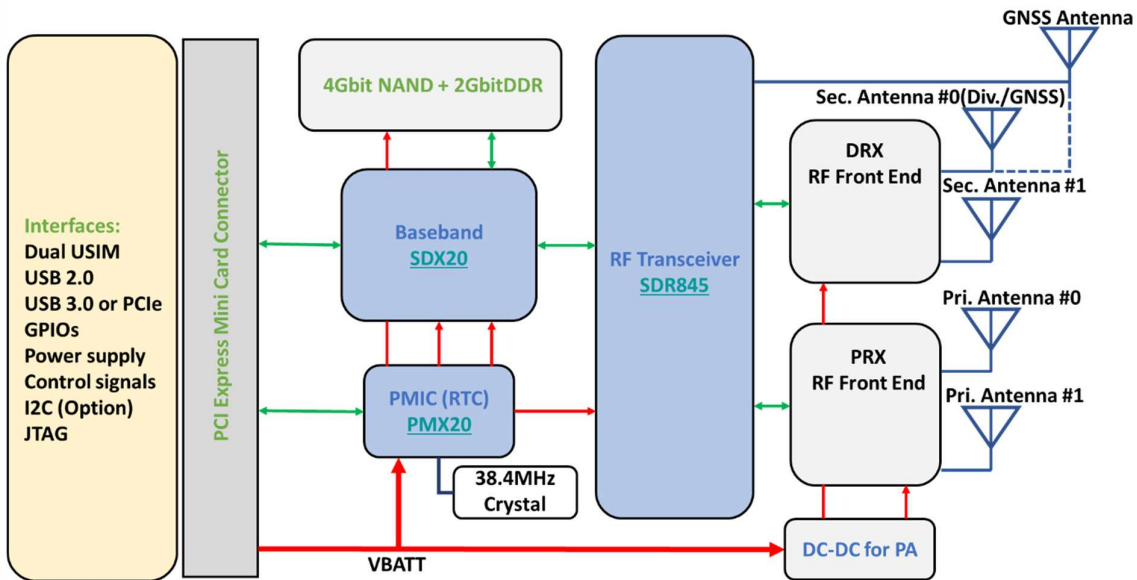 GNSS Antenna
4Gbit NAND + 2GbitDDR
Sec. Antenna #0(Div./GNSS)
DRX
RF Front End
Sec. Antenna #1
Interfaces:
Dual USIM
USB 2.0
USB 3.0 or PCIe
GPIOs
Power supply
Control signals
I2C (Option)
JTAG
PCI Express Mini Card Connector
Baseband
SDX20
RF Transceiver
SDR845
Pri. Antenna #0
PRX
RF Front End
Pri. Antenna #1
PMIC (RTC)
PMX20
38.4MHz
Crystal
VBATT
DC-DC for PA